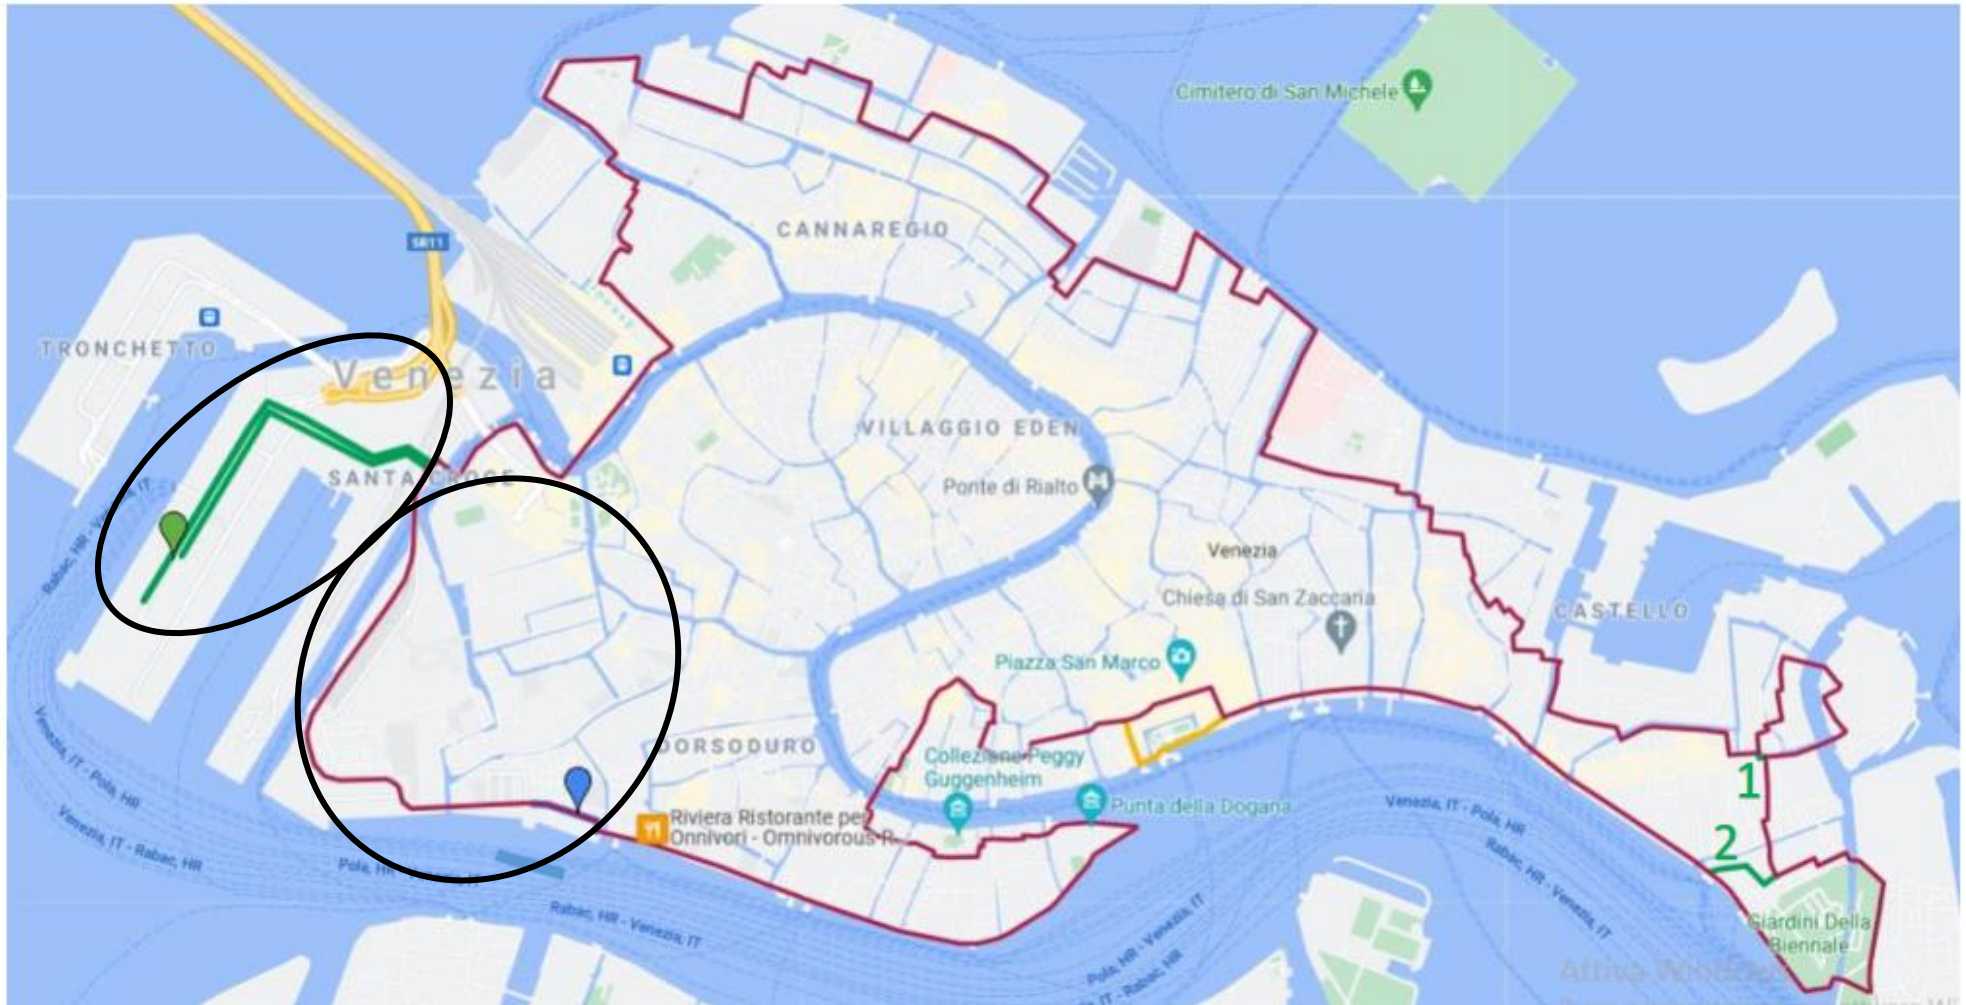 Cimitero di San Michele
CANNAREGIO
SR11
TRONCHETTO
Venezia
VILLAGGIO EDEN
SANTA CROCE
Ponte di Rialto
Rabac, HR - Venezia, IT
Venezia
Chiesa di San Zaccaria
CASTELLO
Piazza San Marco
DORSODURO
Collezione Peggy
Guggenheim
Venezia, IT - Pola, HR
1
Punta della Dogana
Riviera Ristorante per
Onnivori - Omnivorous R...
Venezia, IT - Pola, HR
Venezia, IT - Rabac, HR
2
Pola, HR
Rabac, HR - Venezia, IT
Rabac, HR - Venezia, IT
Giardini Della
Biennale
Pola, HR - Venezia, IT
IT - Rabac, HR
Attiva Windows